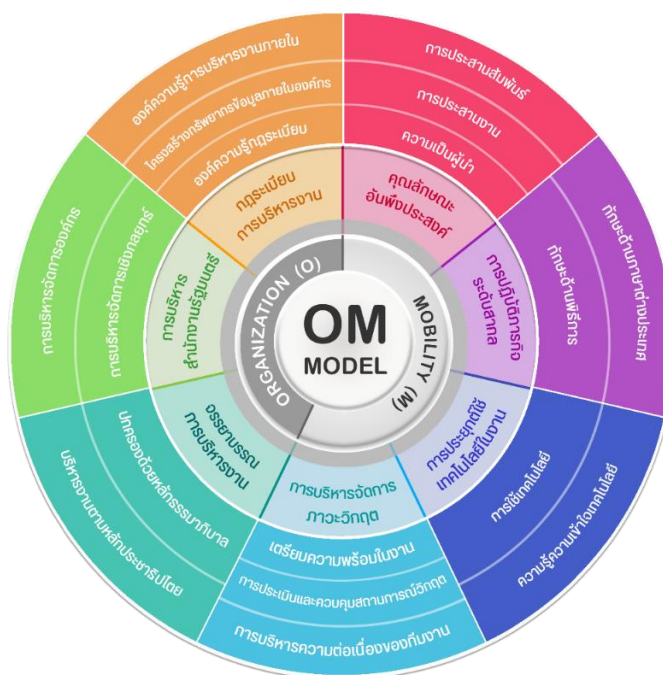 OM
MODEL
ORGANIZATION (O)
MOBILITY (M)
คุณลักษณะ
อันพึงประสงค์
ความเป็นผู้นำ
การประสานงาน
การประสานสัมพันธ์
การปฏิบัติภารกิจ
ระดับสากล
ทักษะด้านพิธีการ
ทักษะด้านภาษาต่างประเทศ
การประยุกต์ใช้
เทคโนโลยีในงาน
การใช้เทคโนโลยี
ความรู้ความเข้าใจเทคโนโลยี
การบริหารจัดการ
ภาวะวิกฤต
เตรียมความพร้อมในงาน
การประเมินและควบคุมสถานการณ์วิกฤต
การบริหารความต่อเนื่องของทีมงาน
จรรยาบรรณ
การบริหารงาน
ปกครองด้วยหลักธรรมาภิบาล
บริหารงานตามหลักประชาธิปไตย
การบริหาร
สำนักงานรัฐมนตรี
การบริหารจัดการเชิงกลยุทธ์
การบริหารจัดการองค์กร
กฎระเบียบ
การบริหารงาน
องค์ความรู้กฎระเบียบ
โครงสร้างทรัพยากรข้อมูลภายในองค์กร
องค์ความรู้การบริหารงานภายใน